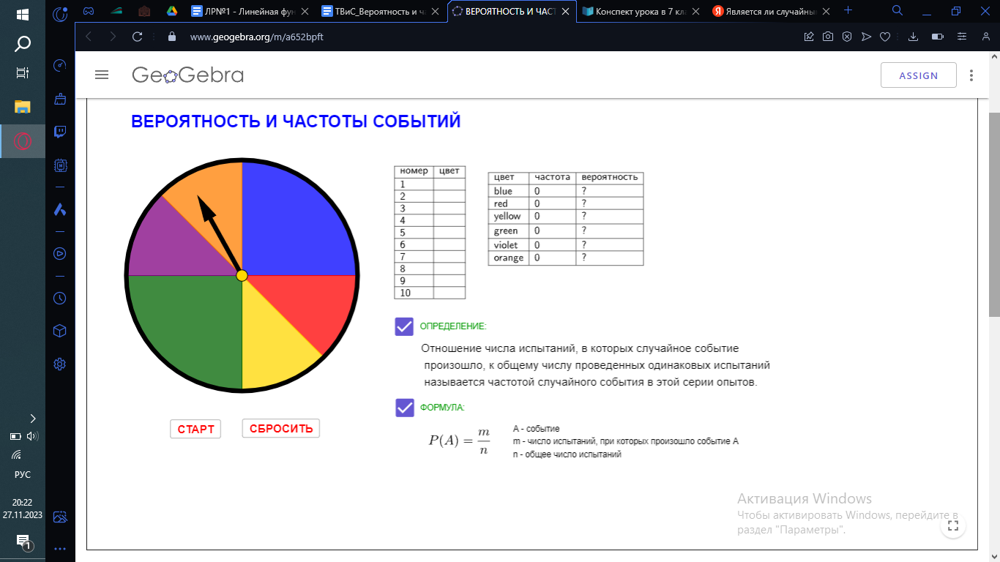 ЛР№1 - Линейная фун
ТВиС_Вероятность и ча
ВЕРОЯТНОСТЬ И ЧАСТ
Конспект урока в 7 кла
Является ли случайны
www.geogebra.org/m/a652bpft
GeoGebra
ASSIGN
ВЕРОЯТНОСТЬ И ЧАСТОТЫ СОБЫТИЙ
номер цвет
1
2
3
4
5
6
7
8
9
10
цвет частота вероятность
blue 0 ?
red 0 ?
yellow 0 ?
green 0 ?
violet 0 ?
orange 0 ?
ОПРЕДЕЛЕНИЕ:
Отношение числа испытаний, в которых случайное событие
произошло, к общему числу проведенных одинаковых испытаний
называется частотой случайного события в этой серии опытов.
ФОРМУЛА:
P(A) = m/n
A - событие
m - число испытаний, при которых произошло событие A
n - общее число испытаний
СТАРТ
СБРОСИТЬ
РУС
20:22
27.11.2023
1
Активация Windows
Чтобы активировать Windows, перейдите в
раздел "Параметры".